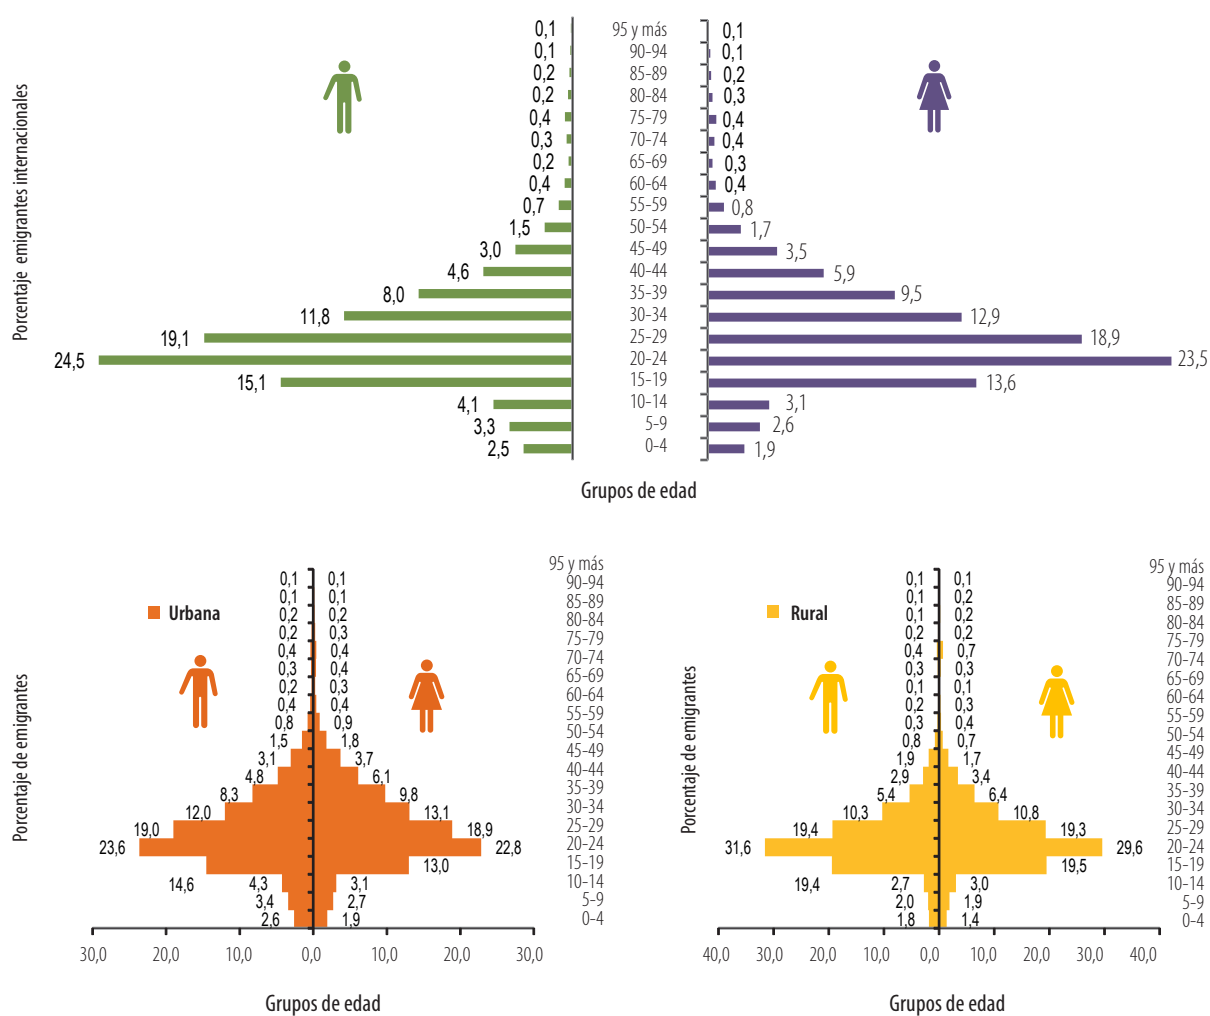 Porcentaje emigrantes internacionales
0,1 95 y más 0,1
0,1 90-94 0,1
0,2 85-89 0,2
0,2 80-84 0,3
0,4 75-79 0,4
0,3 70-74 0,4
0,2 65-69 0,3
0,4 60-64 0,4
0,7 55-59 0,8
1,5 50-54 1,7
3,0 45-49 3,5
4,6 40-44 5,9
8,0 35-39 9,5
11,8 30-34 12,9
19,1 25-29 18,9
24,5 20-24 23,5
15,1 15-19 13,6
4,1 10-14 3,1
3,3 5-9 2,6
2,5 0-4 1,9
Grupos de edad
Porcentaje de emigrantes
Urbana
95 y más
0,1 0,1 90-94
0,1 0,1 85-89
0,2 0,2 80-84
0,2 0,3 75-79
0,4 0,4 70-74
0,3 0,4 65-69
0,2 0,3 60-64
0,4 0,4 55-59
0,8 0,9 50-54
1,5 1,8 45-49
3,1 3,7 40-44
4,8 6,1 35-39
8,3 9,8 30-34
12,0 13,1 25-29
19,0 18,9 20-24
23,6 22,8 15-19
13,0
14,6 4,3 3,1 10-14
3,4 2,7 5-9
2,6 1,9 0-4
30,0 20,0 10,0 0,0 10,0 20,0 30,0
Grupos de edad
Porcentaje de emigrantes
Rural
95 y más
0,1 0,1 90-94
0,1 0,2 85-89
0,2 0,2 80-84
0,2 0,2 75-79
0,4 0,7 70-74
0,3 0,3 65-69
0,1 0,1 60-64
0,2 0,3 55-59
0,3 0,4 50-54
0,8 0,7 45-49
1,9 1,7 40-44
2,9 3,4 35-39
5,4 6,4 30-34
10,3 10,8 25-29
19,4 19,3 20-24
31,6 29,6 15-19
19,5
19,4 2,7 3,0 10-14
2,0 1,9 5-9
1,8 1,4 0-4
40,0 30,0 20,0 10,0 0,0 10,0 20,0 30,0 40,0
Grupos de edad